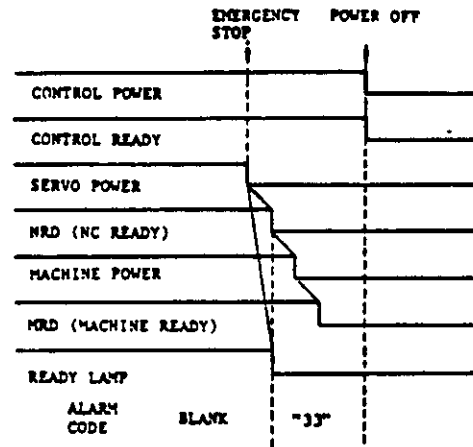 EMERGENCY STOP
POWER OFF
CONTROL POWER
CONTROL READY
SERVO POWER
NRD (NC READY)
MACHINE POWER
MRD (MACHINE READY)
READY LAMP
ALARM CODE
BLANK
"33"